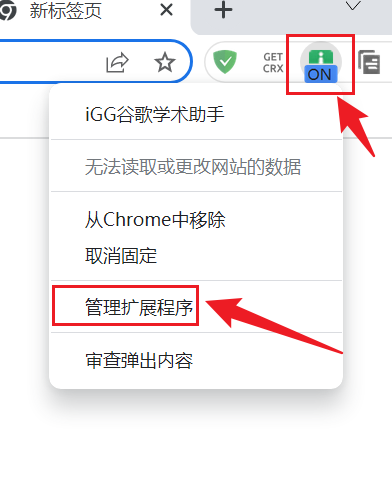 新标签页
GET
CRX
ON
iGG谷歌学术助手
无法读取或更改网站的数据
从Chrome中移除
取消固定
管理扩展程序
审查弹出内容